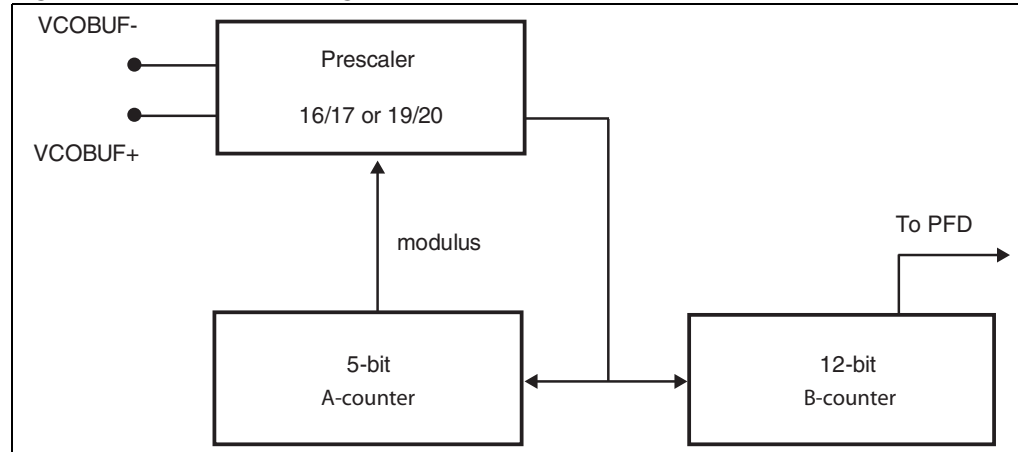 VCOBUF-
Prescaler
16/17 or 19/20
VCOBUF+
modulus
To PFD
5-bit
A-counter
12-bit
B-counter